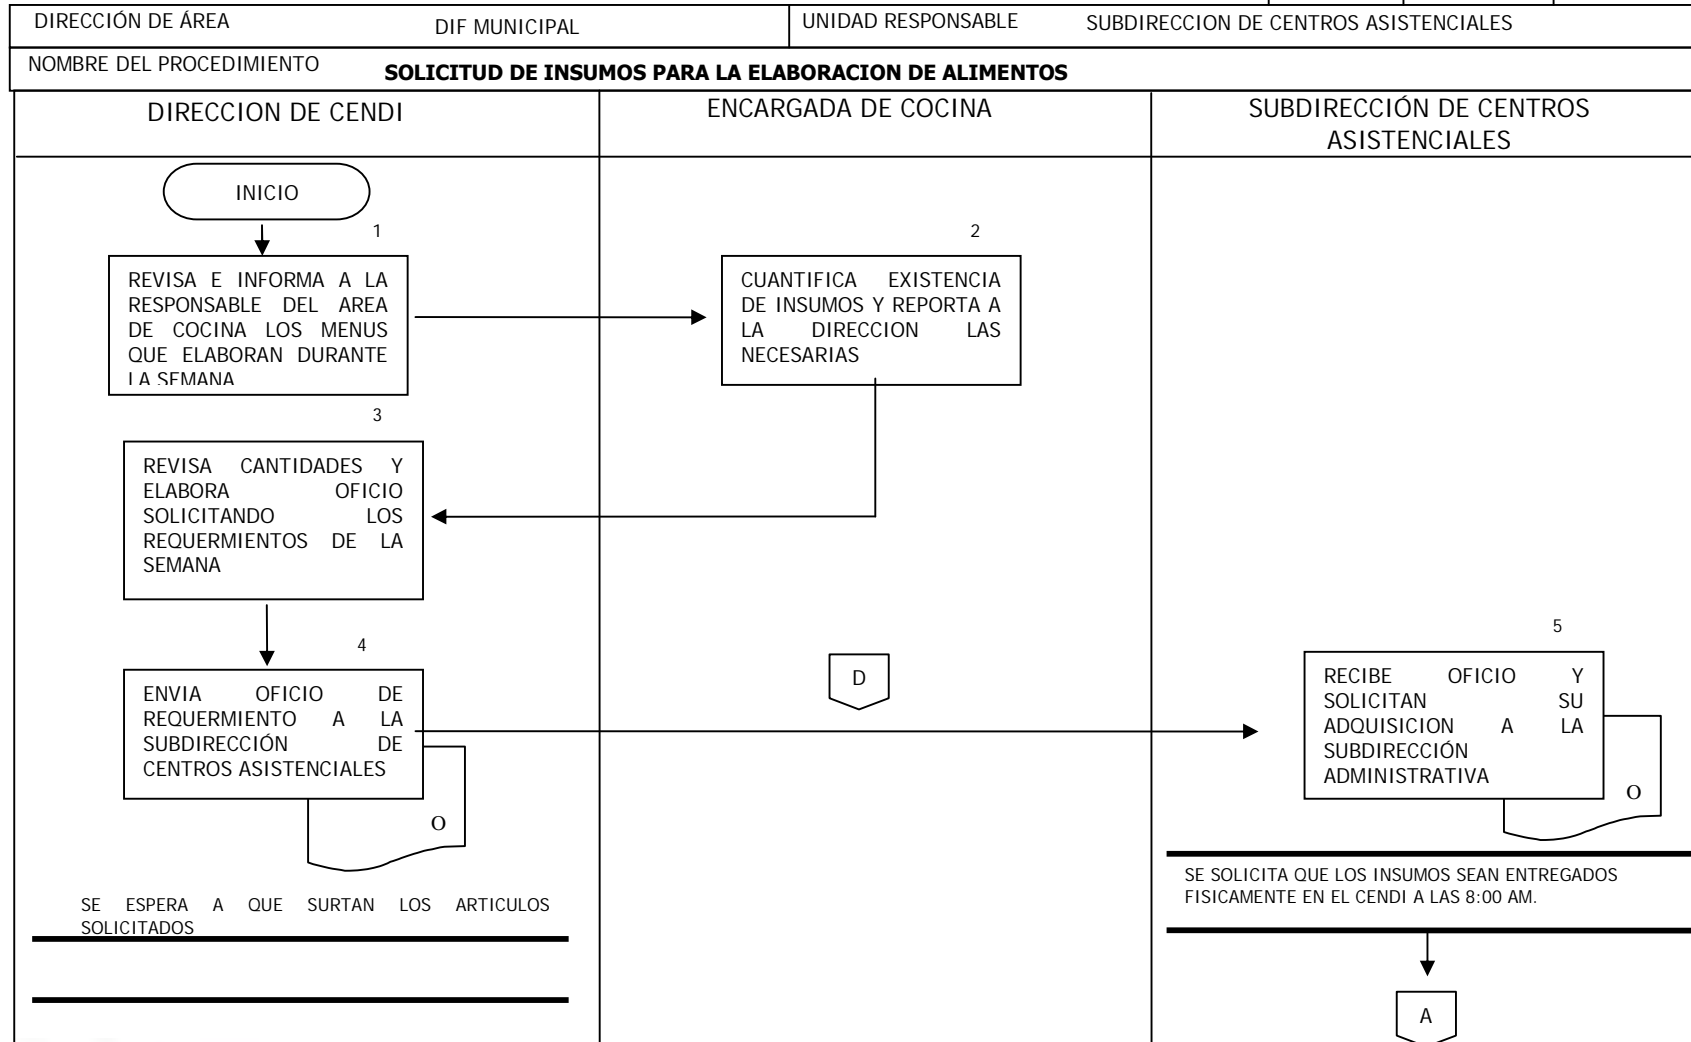 DIRECCIÓN DE ÁREA
DIF MUNICIPAL
UNIDAD RESPONSABLE
SUBDIRECCION DE CENTROS ASISTENCIALES
NOMBRE DEL PROCEDIMIENTO
SOLICITUD DE INSUMOS PARA LA ELABORACION DE ALIMENTOS
DIRECCION DE CENDI
ENCARGADA DE COCINA
SUBDIRECCIÓN DE CENTROS
ASISTENCIALES
INICIO
1
REVISA E INFORMA A LA
RESPONSABLE DEL AREA
DE COCINA LOS MENUS
QUE ELABORAN DURANTE
LA SEMANA
2
CUANTIFICA EXISTENCIA
DE INSUMOS Y REPORTA A
LA DIRECCION LAS
NECESARIAS
3
REVISA CANTIDADES Y
ELABORA OFICIO
SOLICITANDO LOS
REQUERMIENTOS DE LA
SEMANA
4
ENVIA OFICIO DE
REQUERMIENTO A LA
SUBDIRECCIÓN DE
CENTROS ASISTENCIALES
O
D
5
RECIBE OFICIO Y
SOLICITAN SU
ADQUISICION A LA
SUBDIRECCIÓN
ADMINISTRATIVA
O
SE ESPERA A QUE SURTAN LOS ARTICULOS
SOLICITADOS
SE SOLICITA QUE LOS INSUMOS SEAN ENTREGADOS
FISICAMENTE EN EL CENDI A LAS 8:00 AM.
A